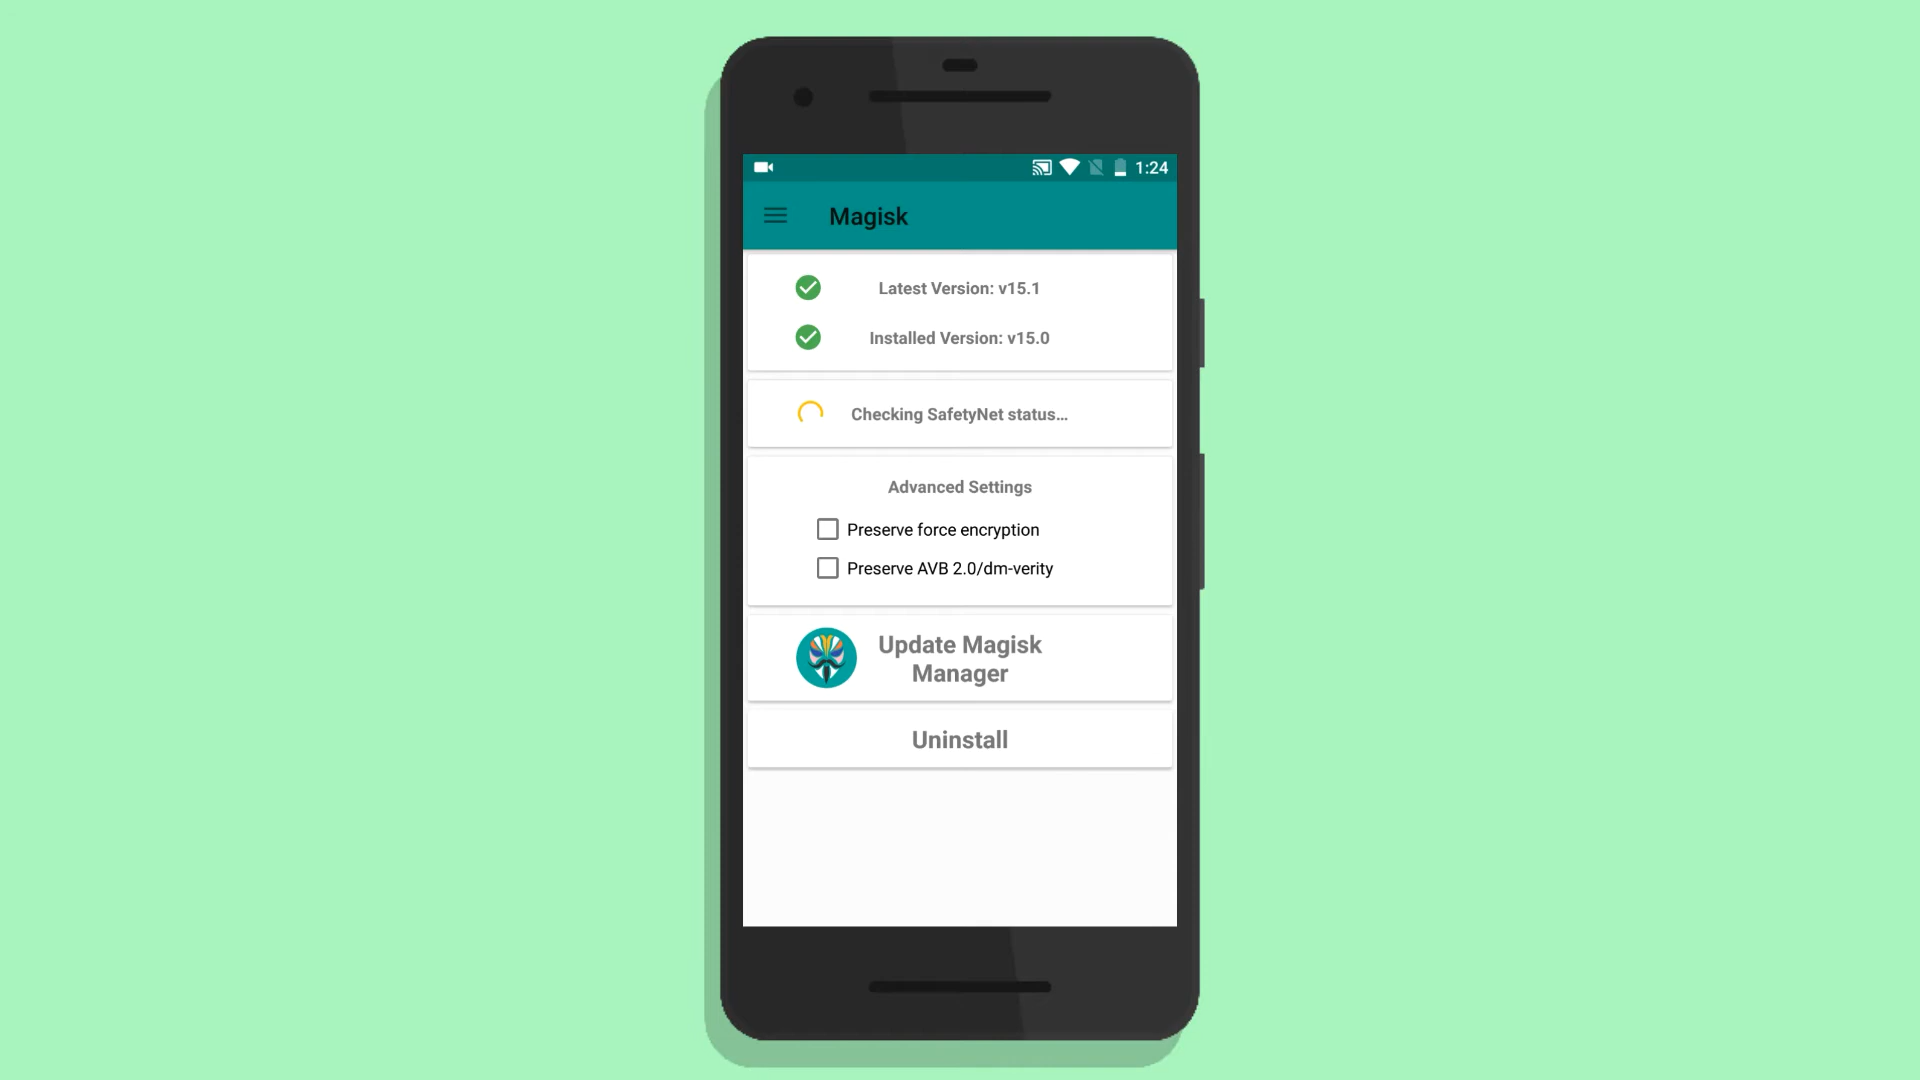 1:24
Magisk
Latest Version: v15.1
Installed Version: v15.0
Checking SafetyNet status...
Advanced Settings
Preserve force encryption
Preserve AVB 2.0/dm-verity
Update Magisk
Manager
Uninstall